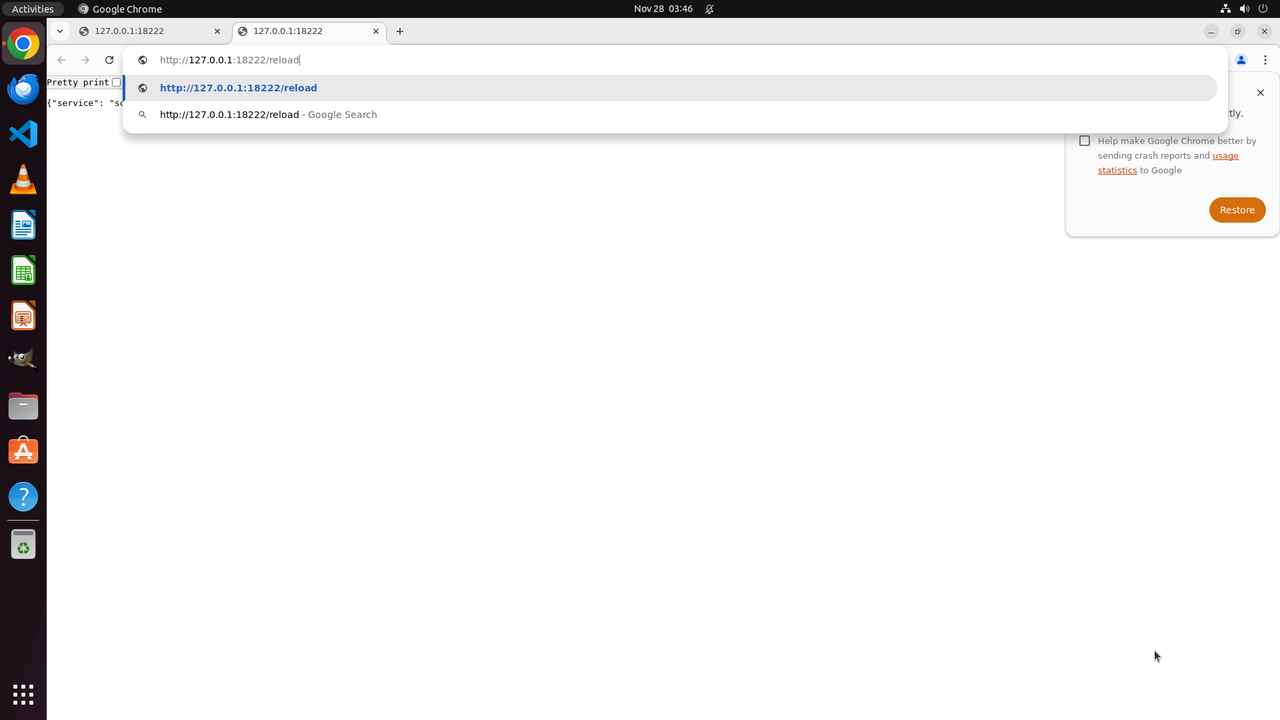 Activities
Google Chrome
Nov 28 03:46
127.0.0.1:18222
127.0.0.1:18222
http://127.0.0.1:18222/reload
http://127.0.0.1:18222/reload
http://127.0.0.1:18222/reload - Google Search
Pretty print
{"service": "sc
tly.
Help make Google Chrome better by
sending crash reports and usage
statistics to Google
Restore